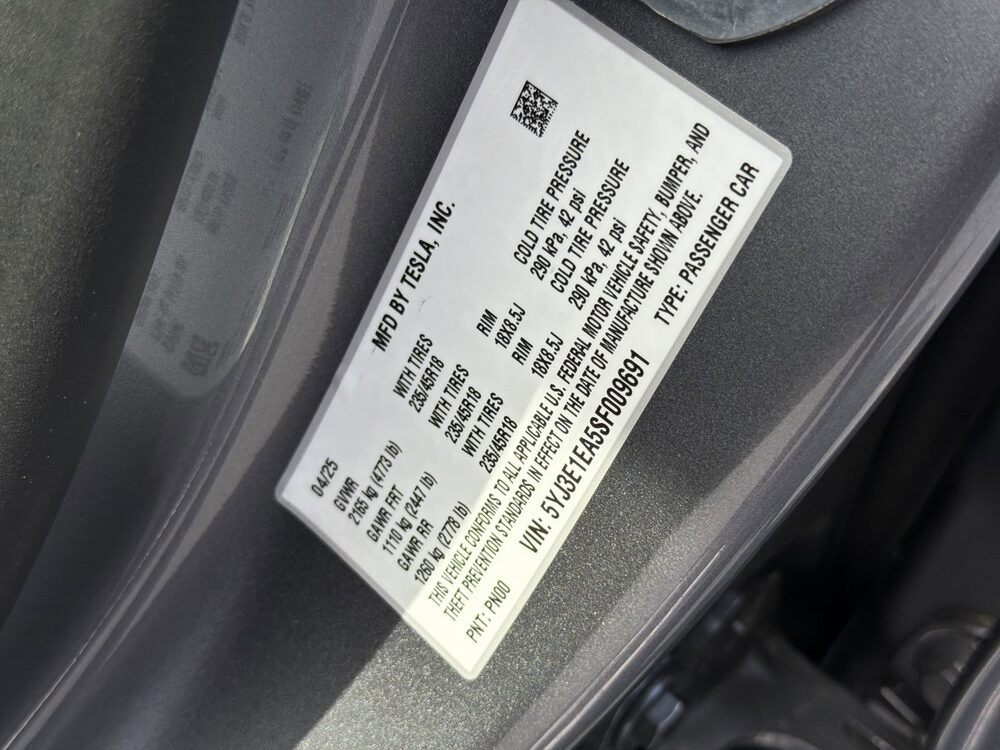 MFD BY TESLA, INC.
04/25
GVWR
2165 kg (4773 lb)
WITH TIRES
235/45R18
GAWR FRT
1110 kg (2447 lb)
WITH TIRES
235/45R18
RIM
18X8.5J
COLD TIRE PRESSURE
290 kPa, 42 psi
GAWR RR
1260 kg (2778 lb)
WITH TIRES
235/45R18
RIM
18X8.5J
COLD TIRE PRESSURE
290 kPa, 42 psi
THIS VEHICLE CONFORMS TO ALL APPLICABLE U.S. FEDERAL MOTOR VEHICLE SAFETY, BUMPER, AND
THEFT PREVENTION STANDARDS IN EFFECT ON THE DATE OF MANUFACTURE SHOWN ABOVE.
PNT: PN00
VIN: 5YJ3E1EA5SF009691
TYPE: PASSENGER CAR